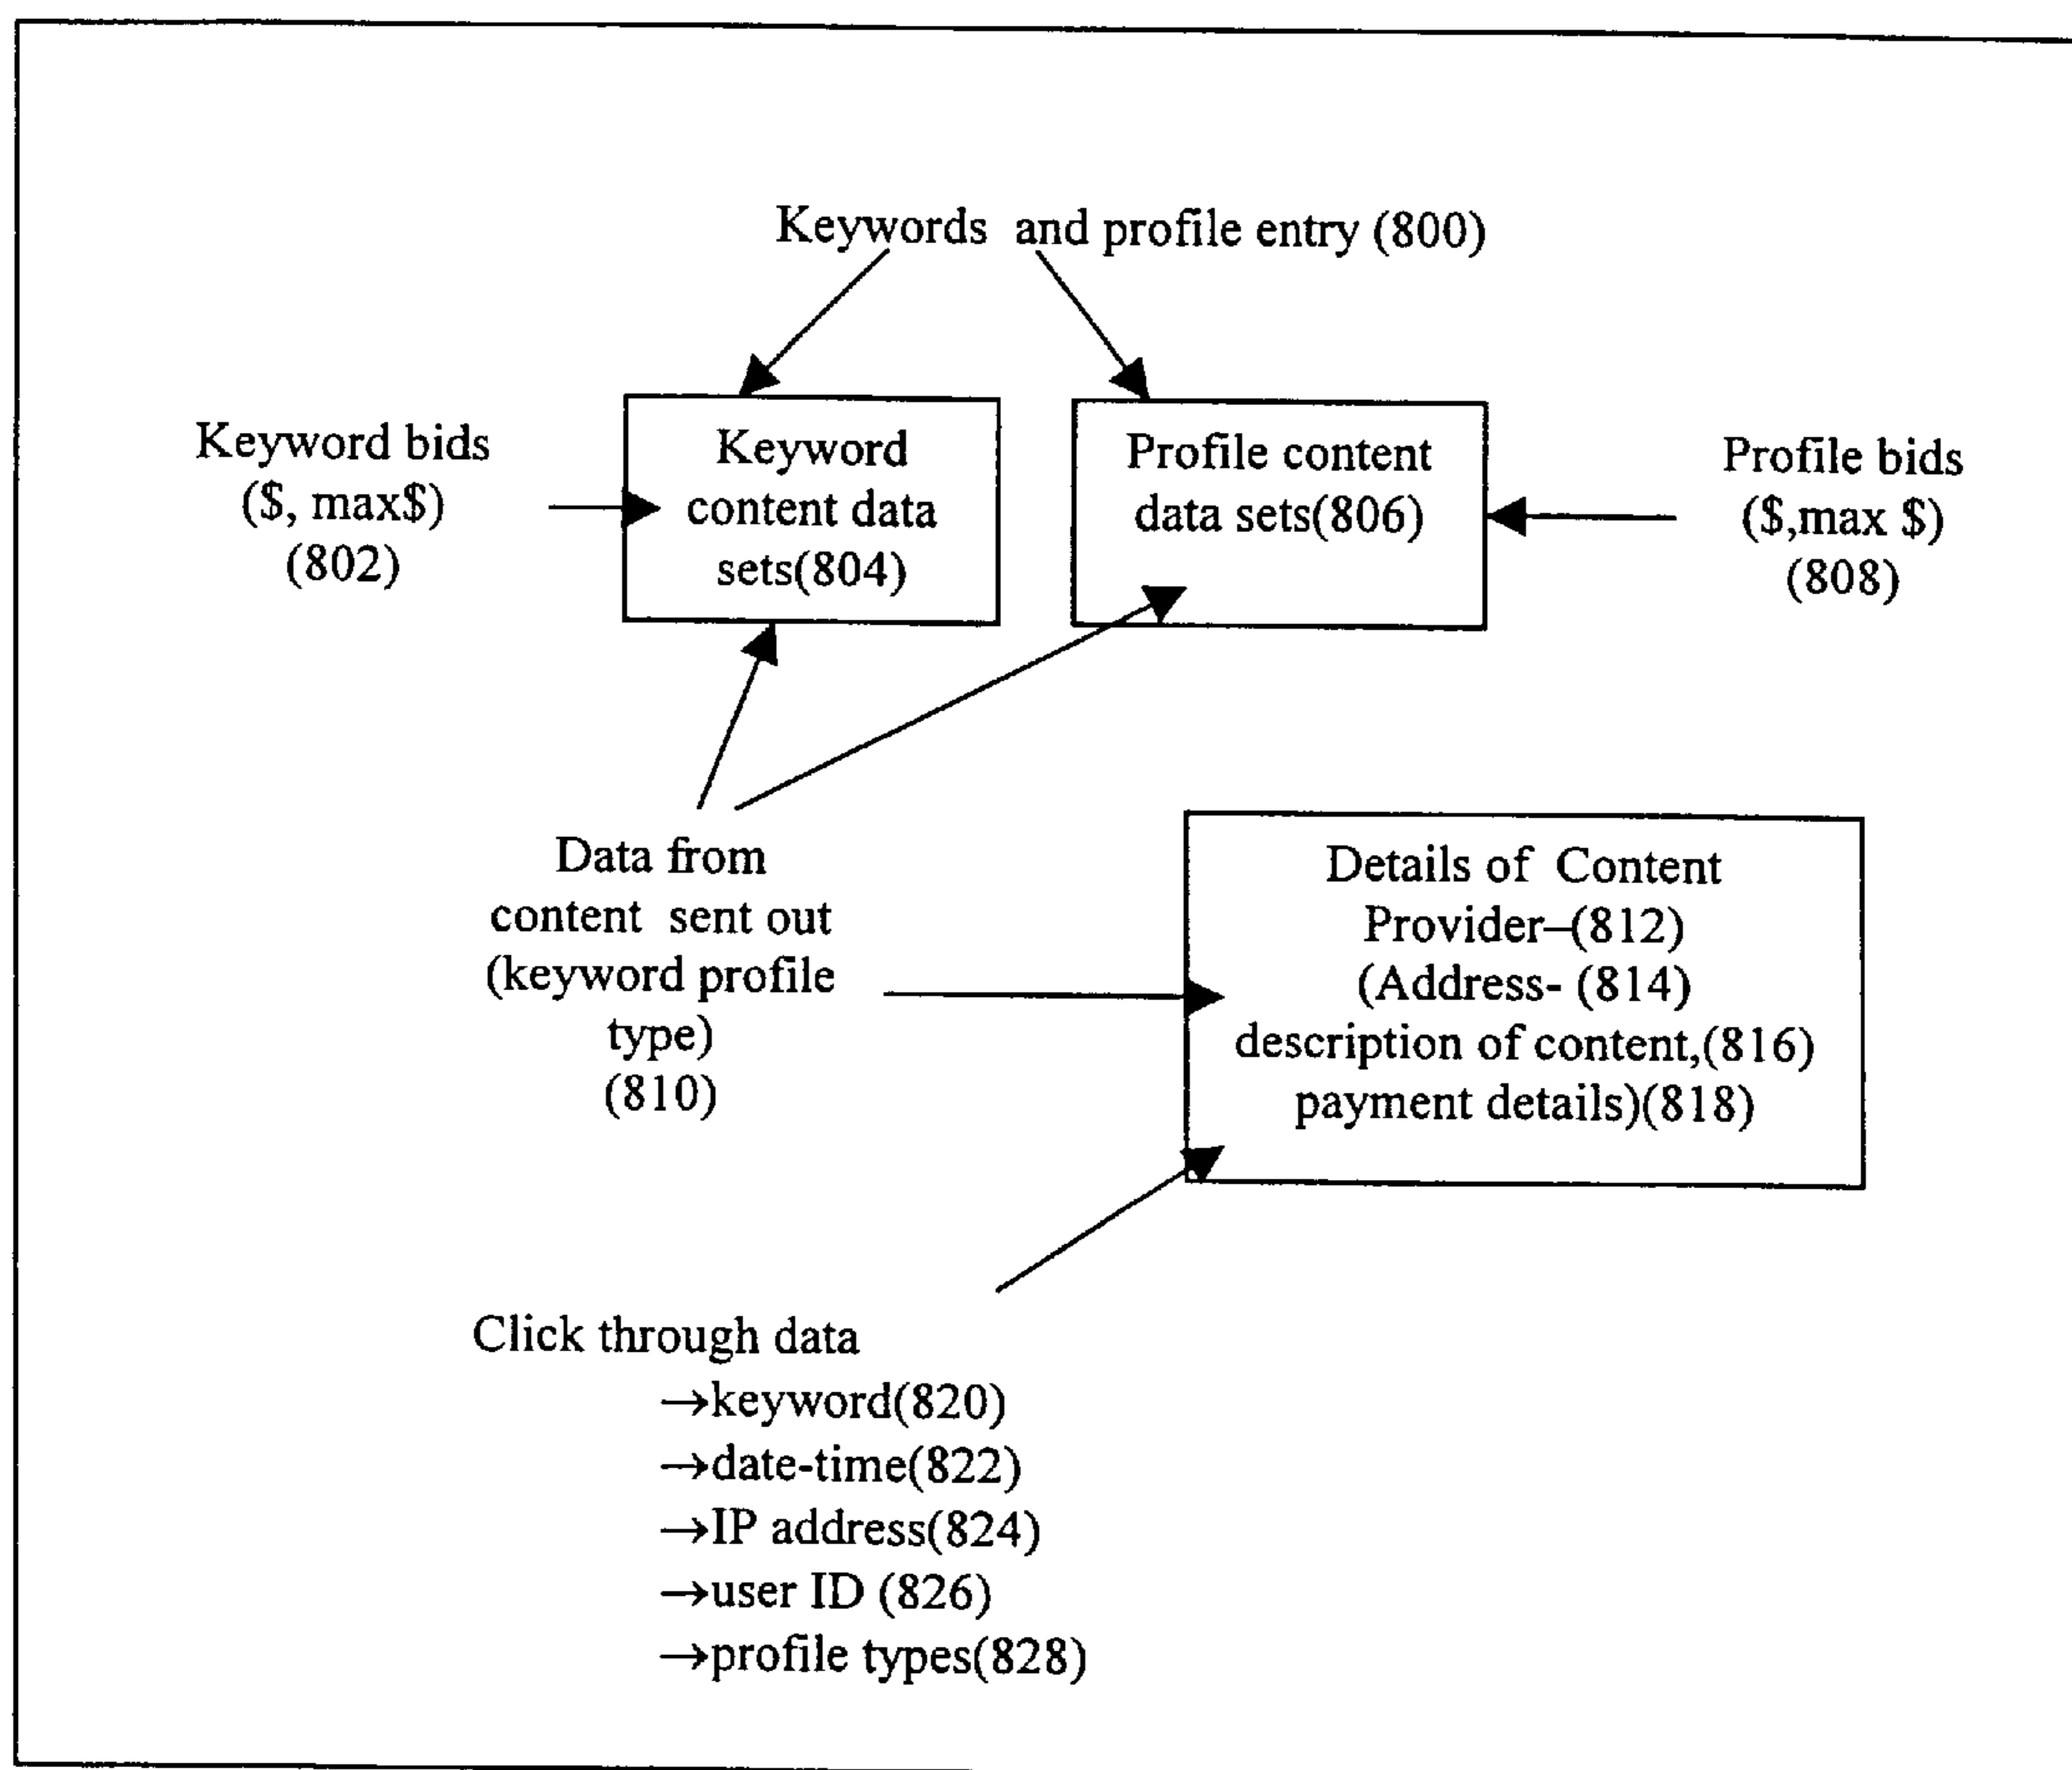 Keywords and profile entry (800)
Keyword bids
($, max$)
(802)
Keyword
content data
sets(804)
Profile content
data sets(806)
Profile bids
($,max $)
(808)
Data from
content sent out
(keyword profile
type)
(810)
Details of Content
Provider–(812)
(Address- (814)
description of content,(816)
payment details)(818)
Click through data
→keyword(820)
→date-time(822)
→IP address(824)
→user ID (826)
→profile types(828)